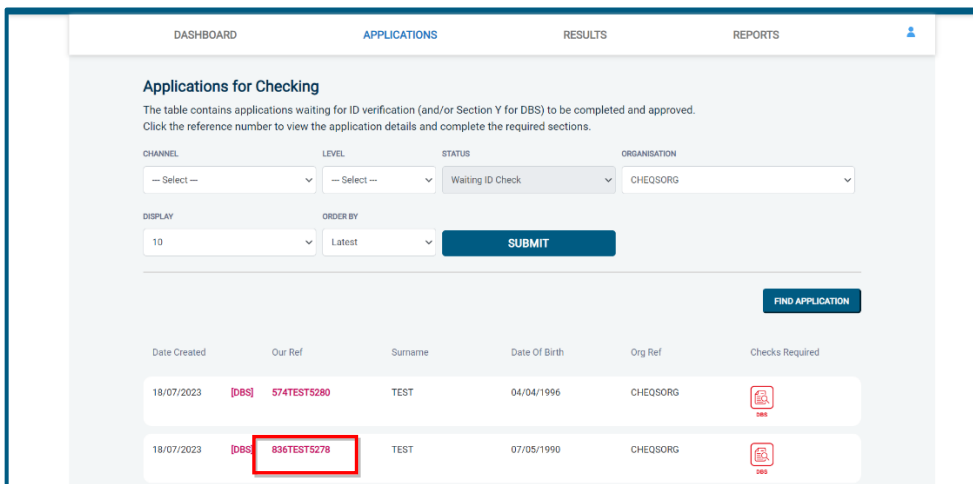 DASHBOARD APPLICATIONS RESULTS REPORTS
Applications for Checking
The table contains applications waiting for ID verification (and/or Section Y for DBS) to be completed and approved.
Click the reference number to view the application details and complete the required sections.
CHANNEL LEVEL STATUS ORGANISATION
--- Select --- --- Select --- Waiting ID Check CHEQSORG
DISPLAY ORDER BY
10 Latest SUBMIT
FIND APPLICATION
Date Created Our Ref Surname Date Of Birth Org Ref Checks Required
18/07/2023 [DBS] 574TEST5280 TEST 04/04/1996 CHEQSORG
DBS
18/07/2023 [DBS] 836TEST5278 TEST 07/05/1990 CHEQSORG
DBS